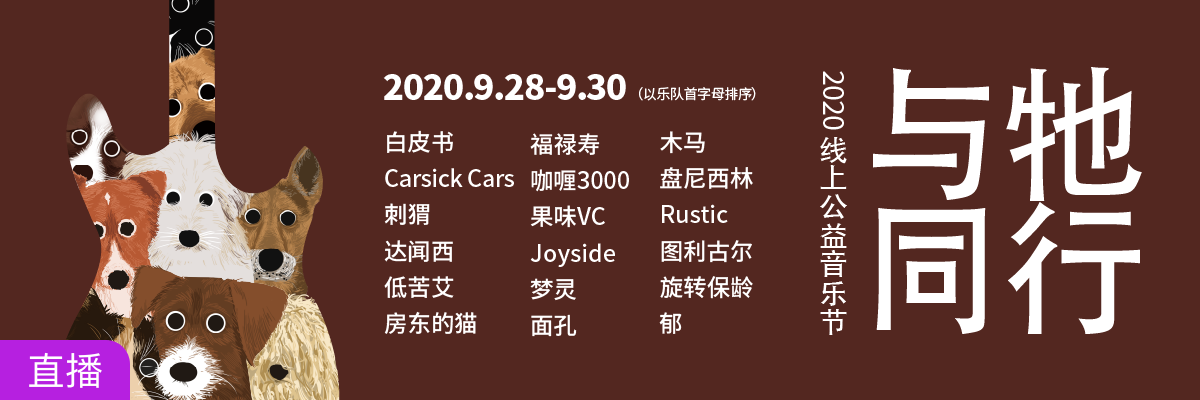 2020.9.28-9.30 (以乐队首字母排序)
白皮书
Carsick Cars
刺猬
达闻西
低苦艾
房东的猫
福禄寿
咖喱3000
果味VC
Joyside
梦灵
面孔
木马
盘尼西林
Rustic
图利古尔
旋转保龄
郁
2020 线上公益音乐节
与牠
同行
直播